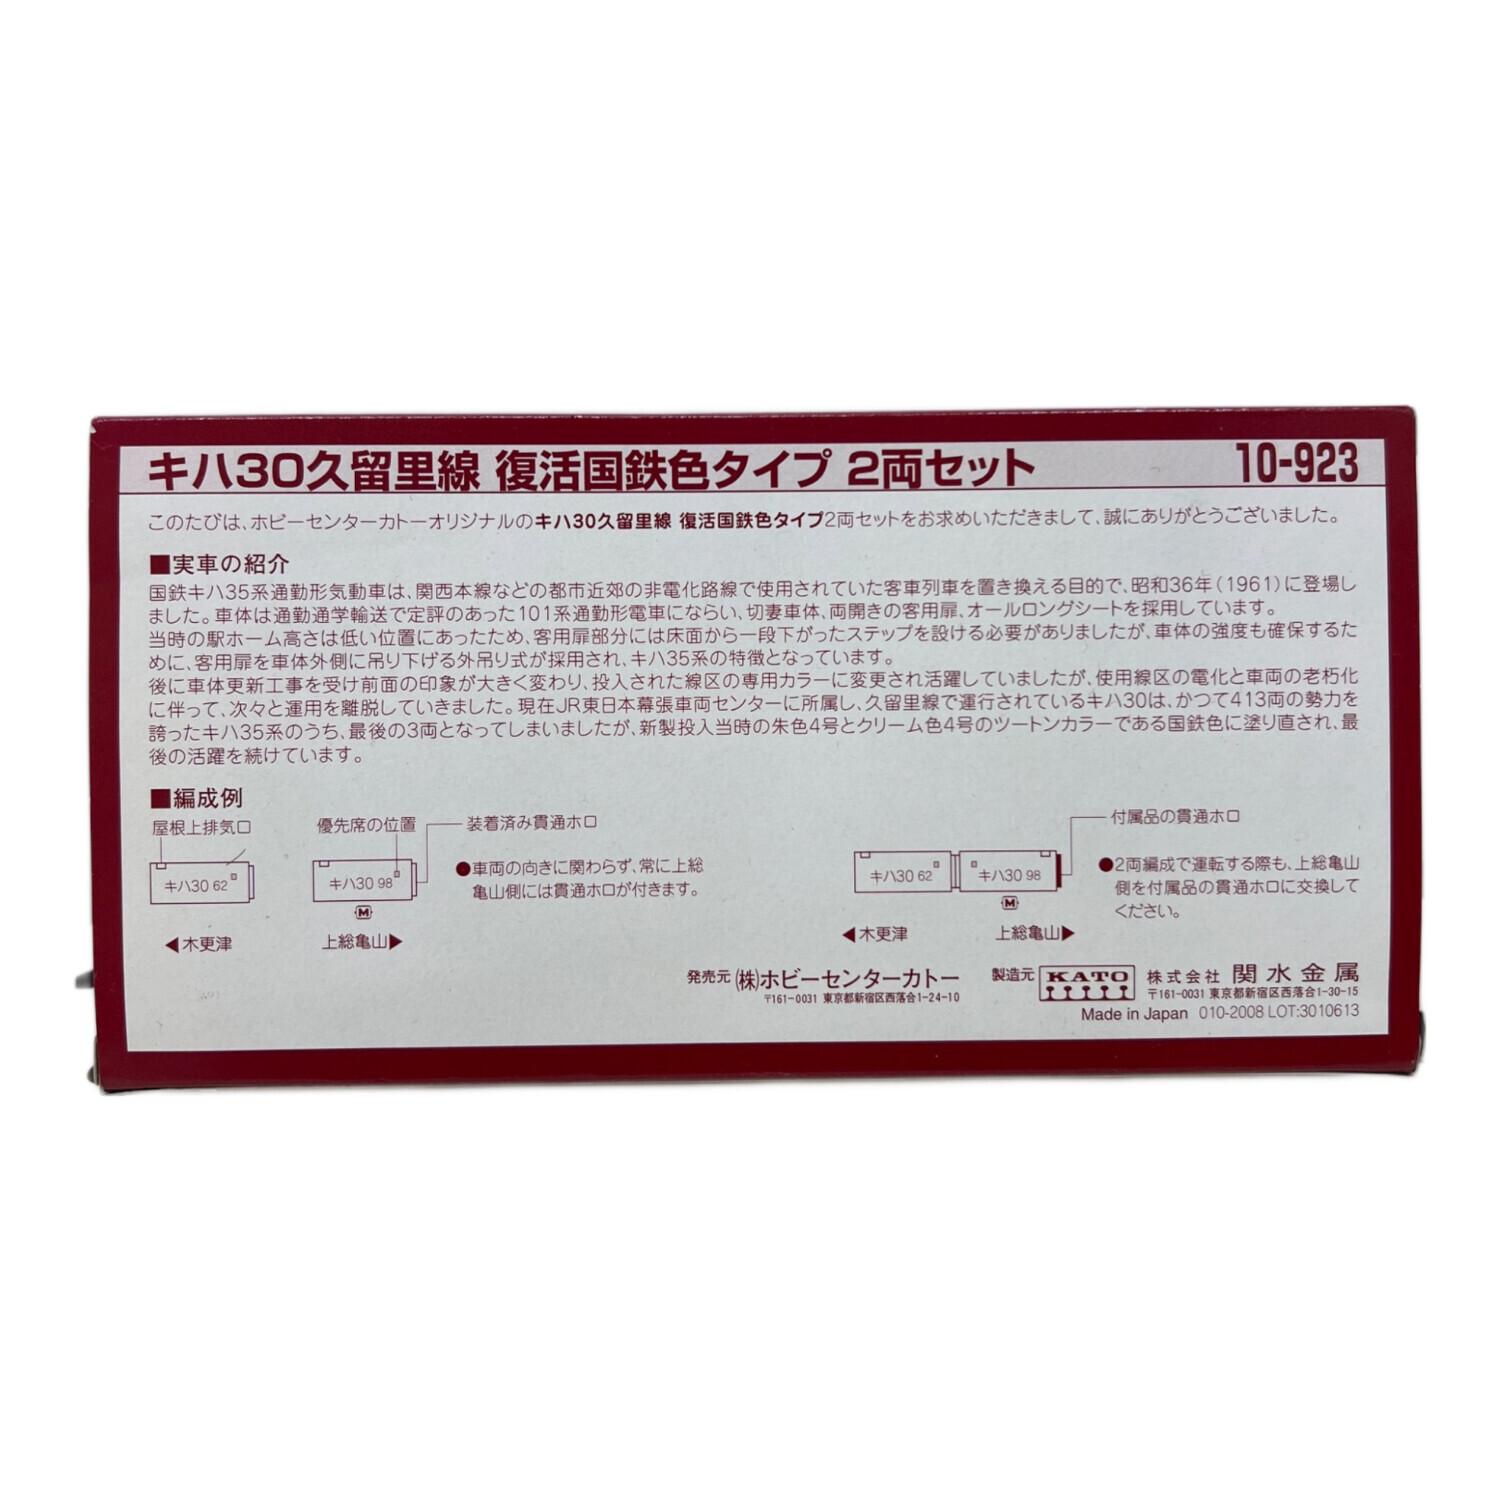 キハ30久留里線 復活国鉄色タイプ 2両セット 10-923
このたびは、ホビーセンターカトーオリジナルのキハ30久留里線 復活国鉄色タイプ2両セットをお求めいただきまして、誠にありがとうございました。
■実車の紹介
国鉄キハ35系通勤形気動車は、関西本線などの都市近郊の非電化路線で使用されていた客車列車を置き換える目的で、昭和36年(1961)に登場し
ました。車体は通勤通学輸送で定評のあった101系通勤形電車にならい、切妻車体、両開きの客用扉、オールロングシートを採用しています。
当時の駅ホーム高さは低い位置にあったため、客用扉部分には床面から一段下がったステップを設ける必要がありましたが、車体の強度も確保するた
めに、客用扉を車体外側に吊り下げる外吊り式が採用され、キハ35系の特徴となっています。
後に車体更新工事を受け前面の印象が大きく変わり、投入された線区の専用カラーに変更され活躍していましたが、使用線区の電化と車両の老朽化
に伴って、次々と運用を離脱していきました。現在JR東日本幕張車両センターに所属し、久留里線で運行されているキハ30は、かつて413両の勢力を
誇ったキハ35系のうち、最後の3両となってしまいましたが、新製投入当時の朱色4号とクリーム色4号のツートンカラーである国鉄色に塗り直され、最
後の活躍を続けています。
■編成例
屋根上排気口
優先席の位置
装着済み貫通ホロ
キハ30 62
キハ30 98
M
◀木更津
上総亀山▶
●車両の向きに関わらず、常に上総
亀山側には貫通ホロが付きます。
付属品の貫通ホロ
キハ30 62
キハ30 98
M
◀木更津
上総亀山▶
●2両編成で運転する際も、上総亀山
側を付属品の貫通ホロに交換して
ください。
発売元 (株)ホビーセンターカトー
〒161-0031 東京都新宿区西落合1-24-10
製造元 KATO 株式会社 関水金属
〒161-0031 東京都新宿区西落合1-30-15
Made in Japan 010-2008 LOT:3010613